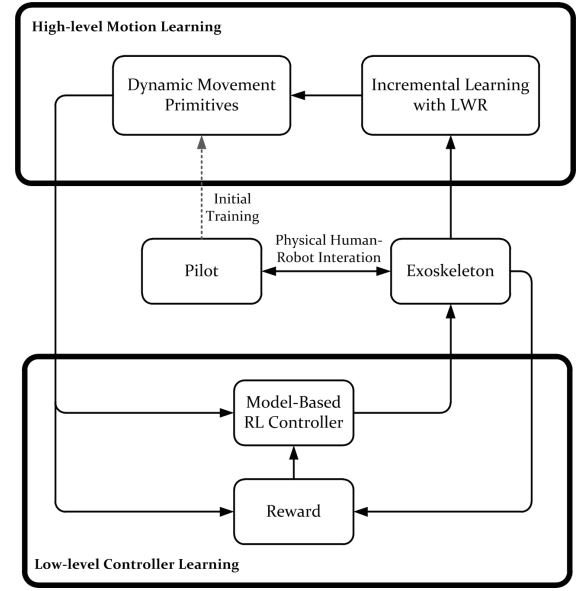 High-level Motion Learning
Dynamic Movement
Primitives
Incremental Learning
with LWR
Initial
Training
Physical Human-
Robot Interation
Pilot
Exoskeleton
Model-Based
RL Controller
Reward
Low-level Controller Learning